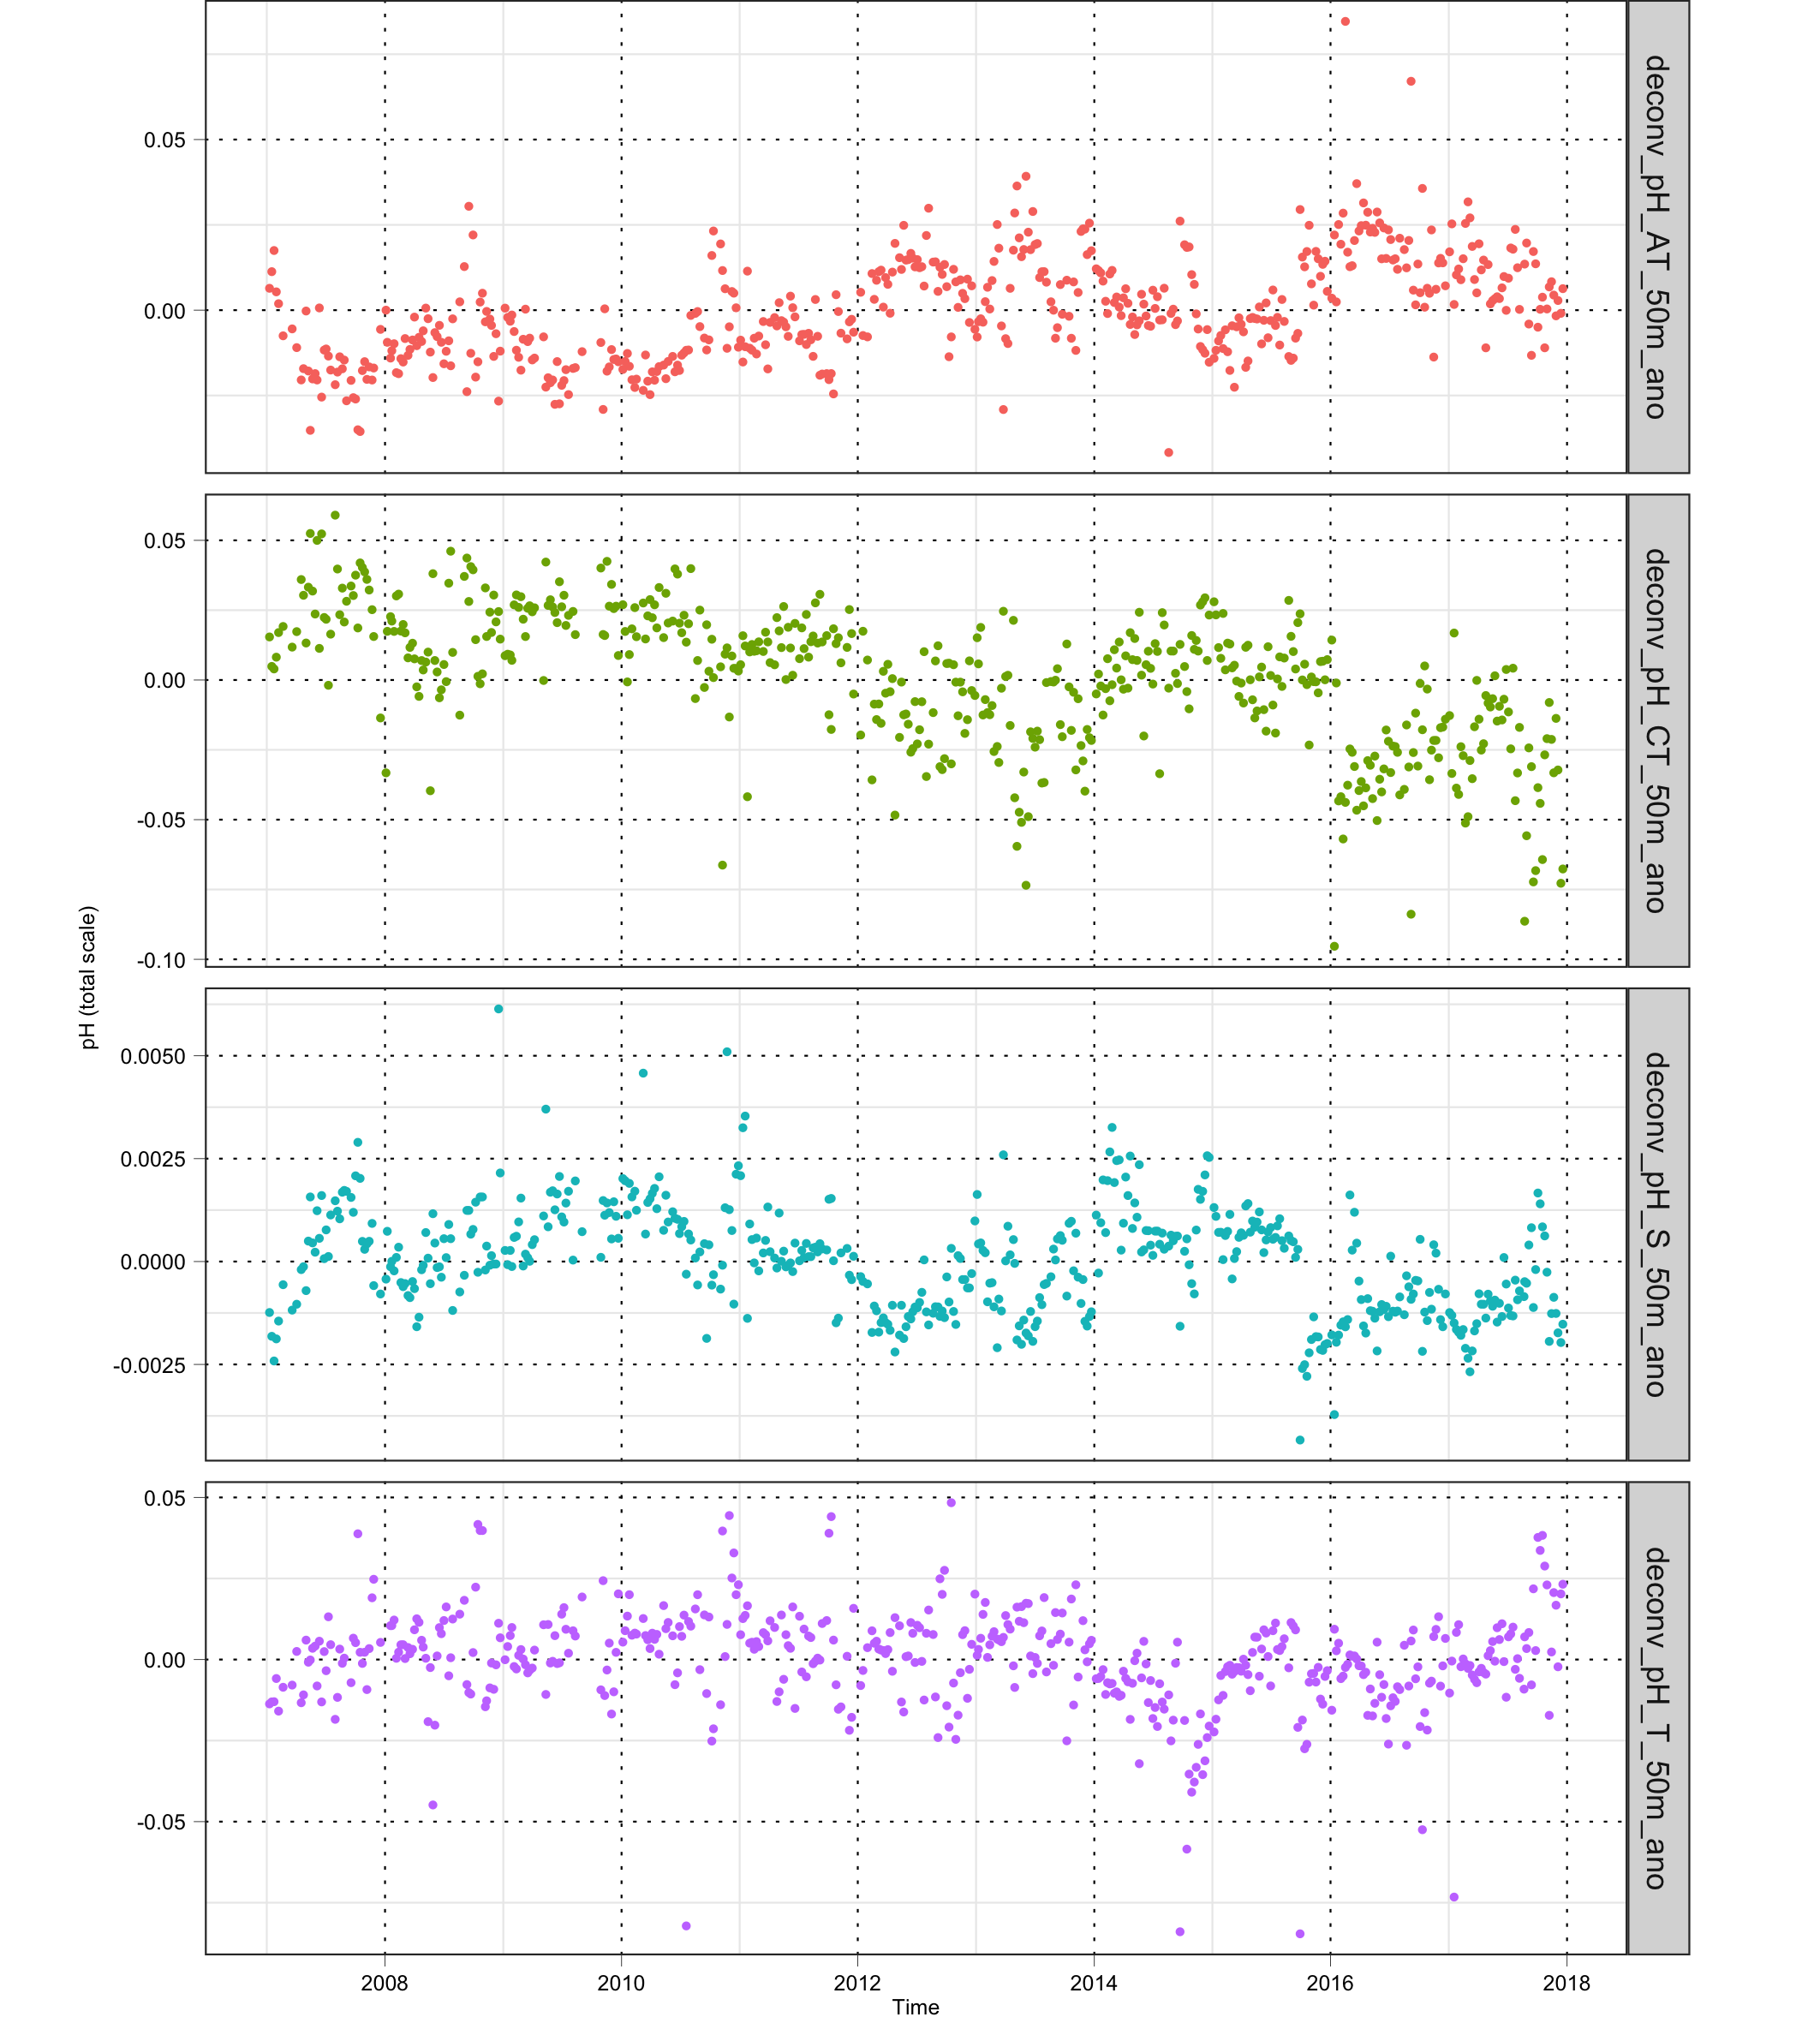 0.05
0.00
deconv_pH_AT_50m_ano
0.05
0.00
-0.05
-0.10
deconv_pH_CT_50m_ano
pH (total scale)
0.0050
0.0025
0.0000
-0.0025
deconv_pH_S_50m_ano
0.05
0.00
-0.05
deconv_pH_T_50m_ano
2008 2010 2012 2014 2016 2018
Time